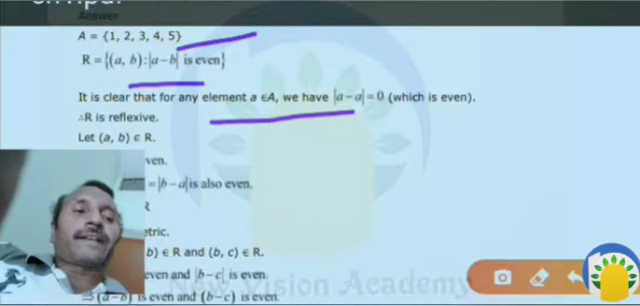 Answer
A = {1, 2, 3, 4, 5}
R = {(a, b):|a−b| is even}
It is clear that for any element a ∈A, we have |a−a|=0 (which is even).
∴R is reflexive.
Let (a, b) ∈ R.
ven.
=|b−a| is also even.
R
etric.
b) ∈ R and (b, c) ∈ R.
even and |b−c| is even.
⇒(a−b) is even and (b−c) is even.
Vision Academy